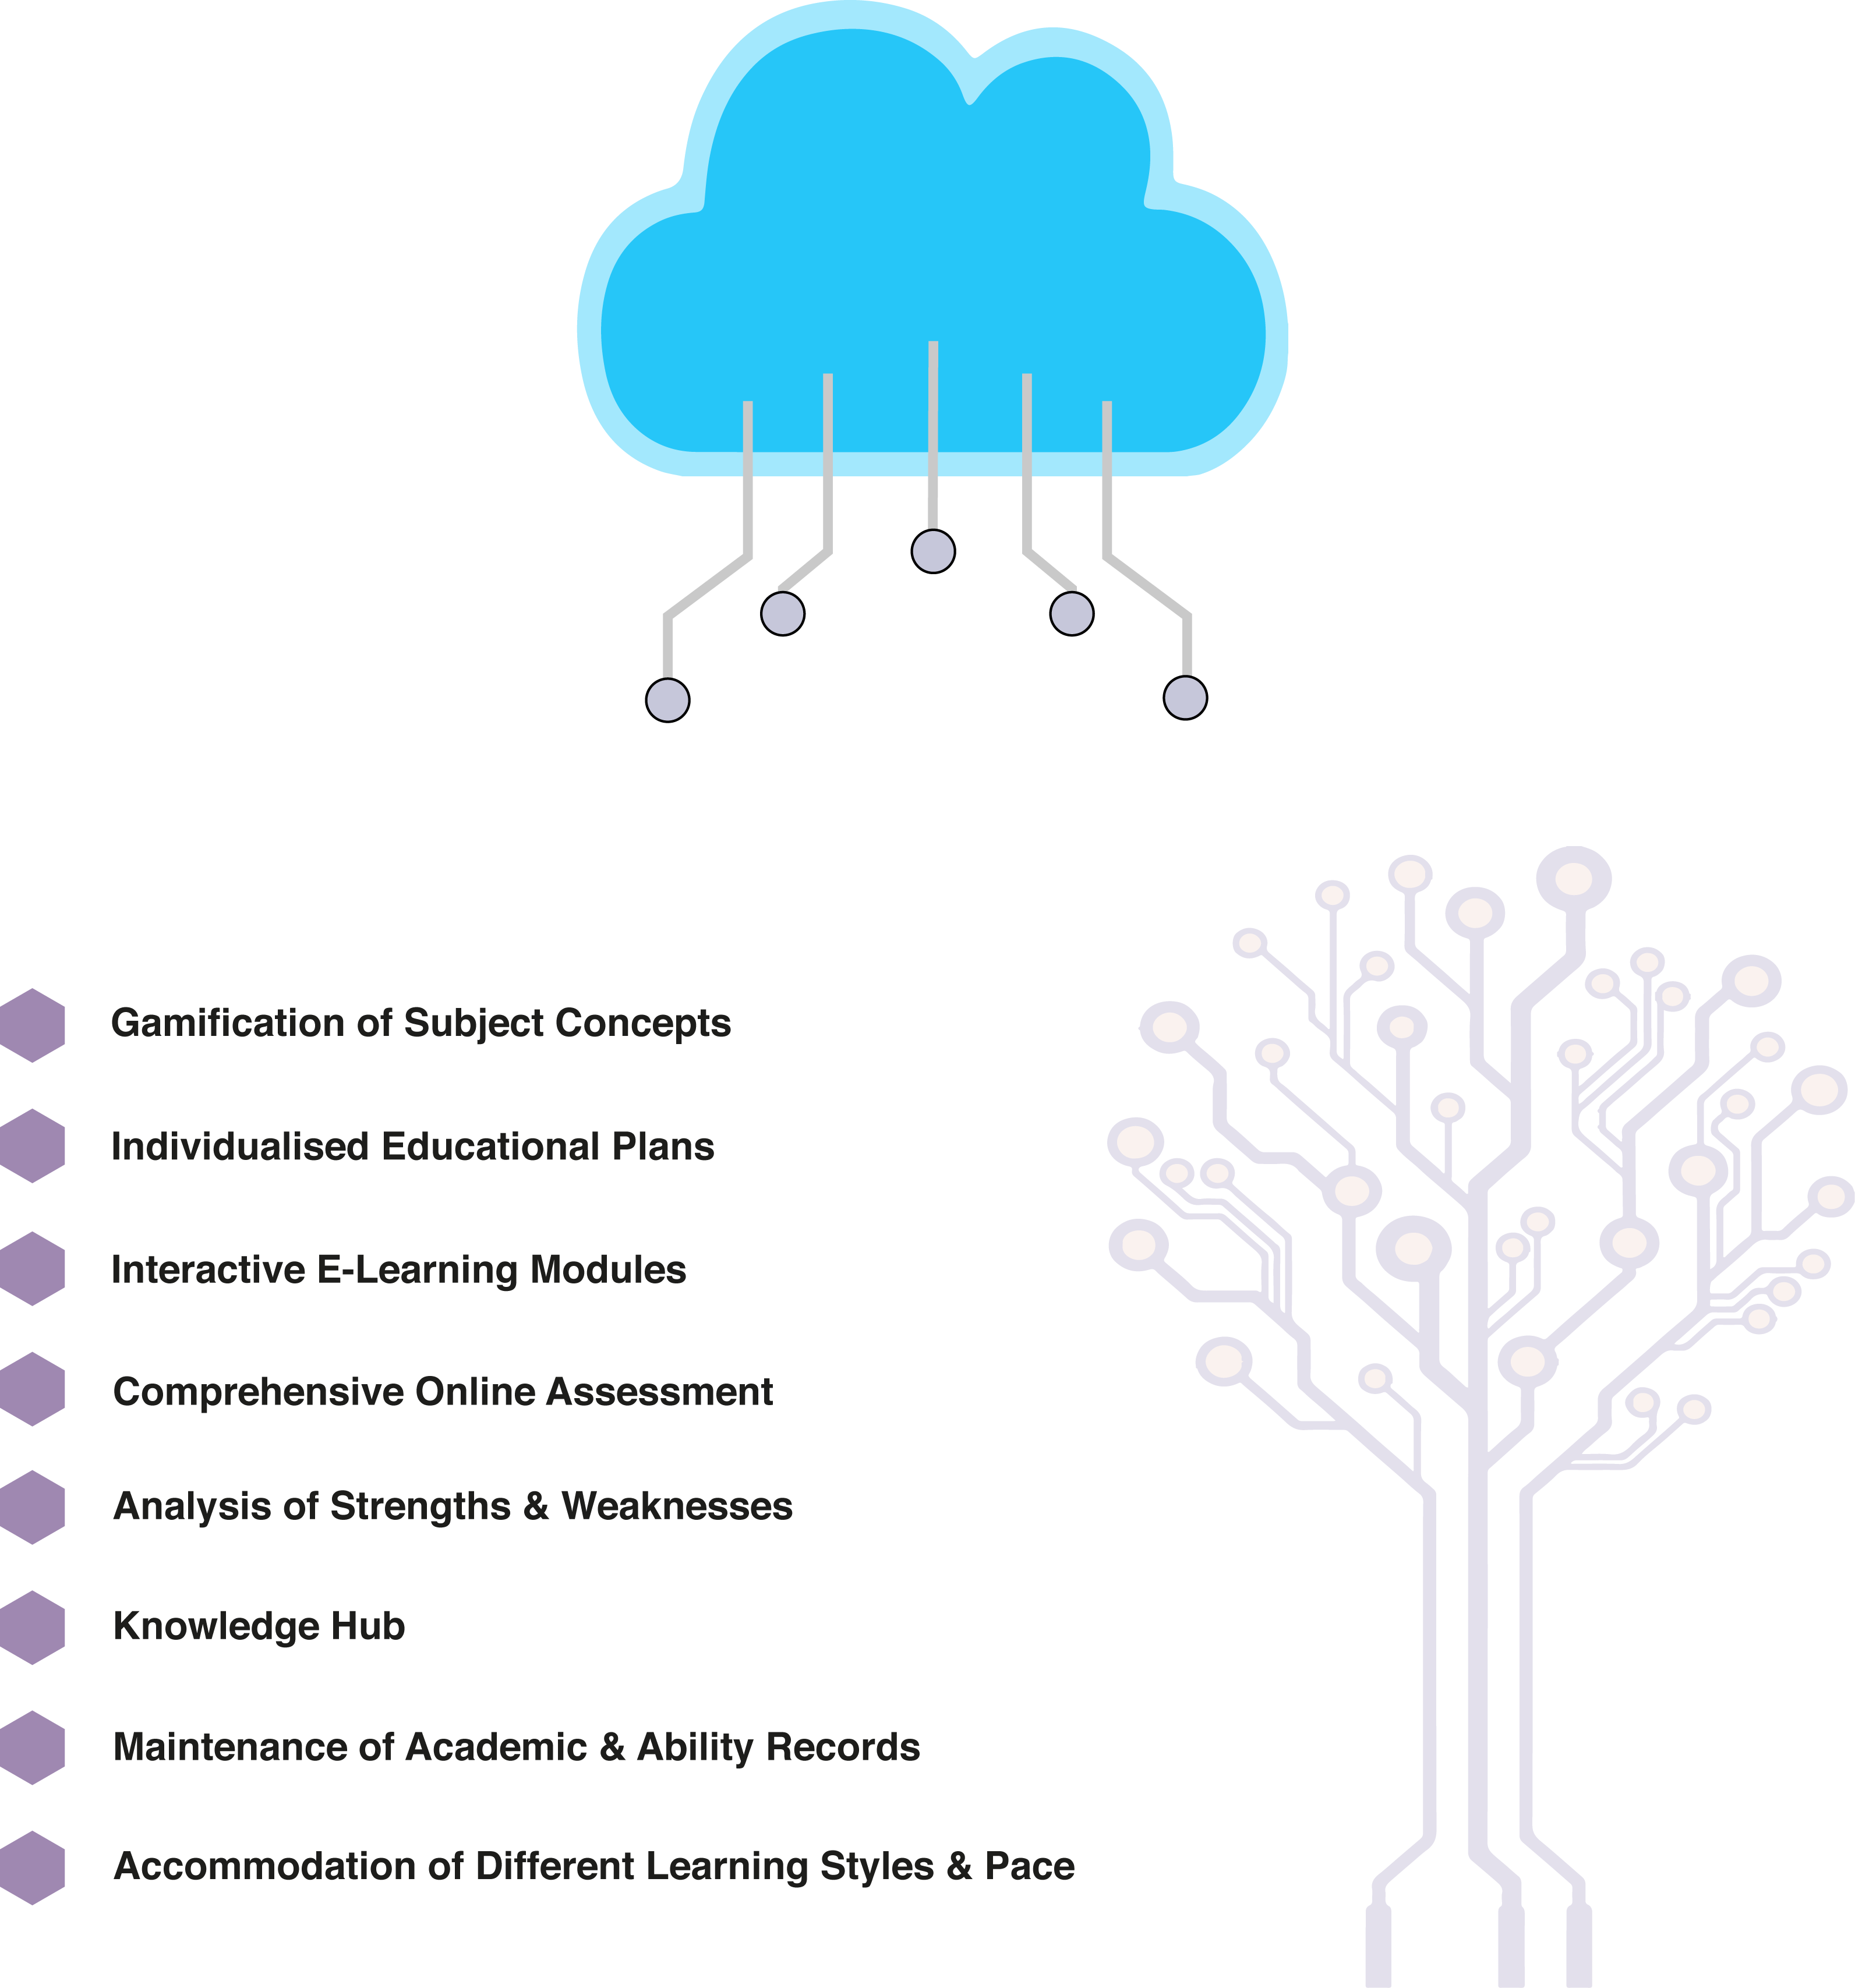 Gamification of Subject Concepts
Individualised Educational Plans
Interactive E-Learning Modules
Comprehensive Online Assessment
Analysis of Strengths & Weaknesses
Knowledge Hub
Maintenance of Academic & Ability Records
Accommodation of Different Learning Styles & Pace